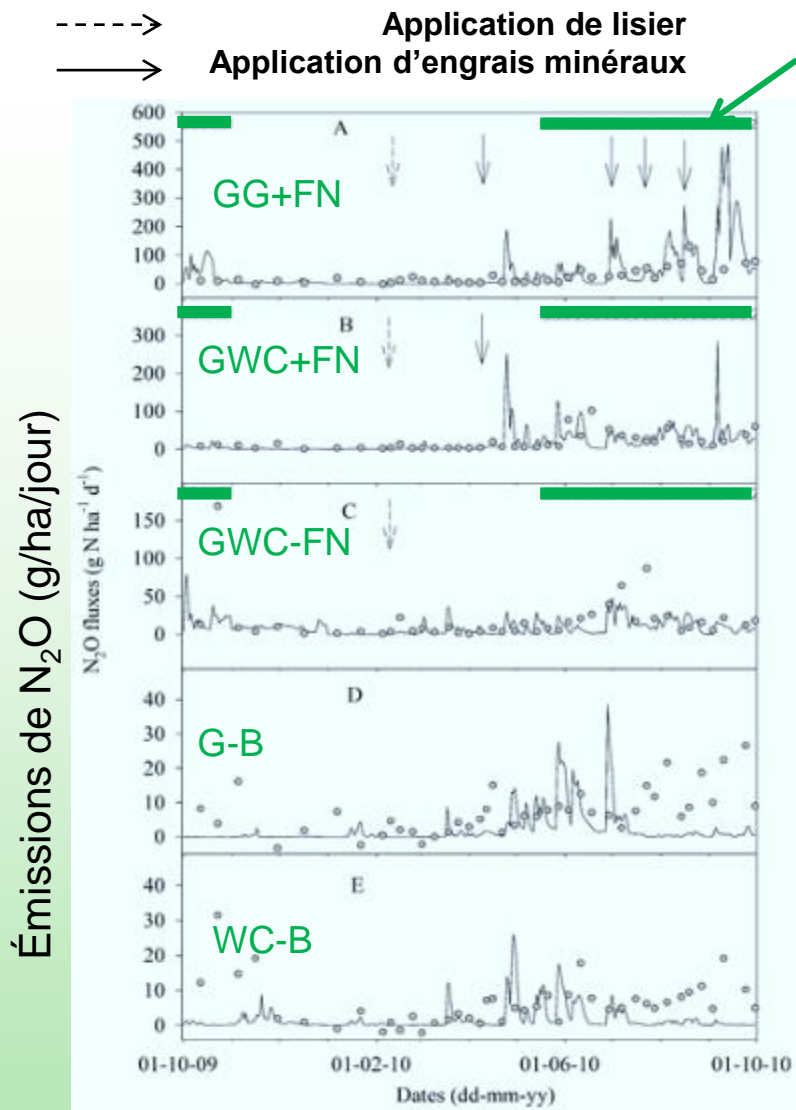 Application de lisier
Application d'engrais minéraux
Émissions de N₂O (g/ha/jour)
N₂O fluxes (g N ha⁻¹ d⁻¹)
600
500
400
300
200
100
0
A
GG+FN
300
200
100
0
B
GWC+FN
150
100
50
0
C
GWC-FN
40
30
20
10
0
D
G-B
40
30
20
10
0
E
WC-B
01-10-09
01-02-10
01-06-10
01-10-10
Dates (dd-mm-yy)